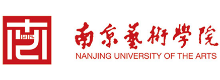 南京藝術學院
NANJING UNIVERSITY OF THE ARTS